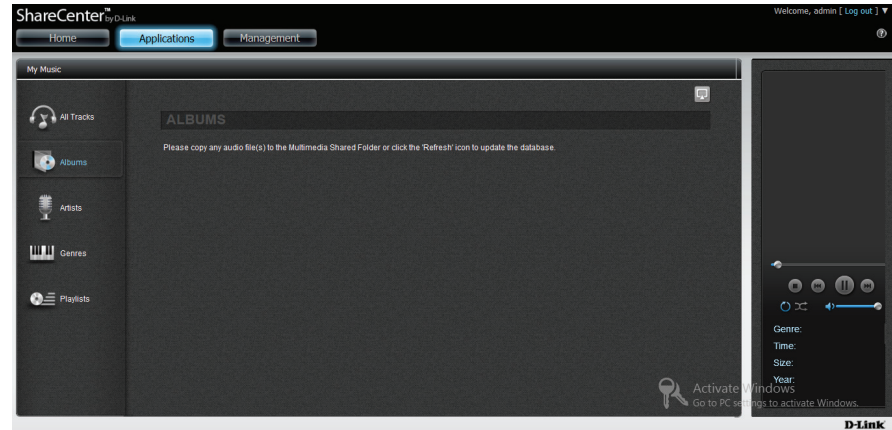 ShareCenter™ by D-Link
Welcome, admin [ Log out ] ▼
Home Applications Management
?
My Music
All Tracks
Albums
Artists
Genres
Playlists
ALBUMS
Please copy any audio file(s) to the Multimedia Shared Folder or click the 'Refresh' icon to update the database.
Genre:
Time:
Size:
Year:
Activate Windows
Go to PC settings to activate Windows.
D-Link